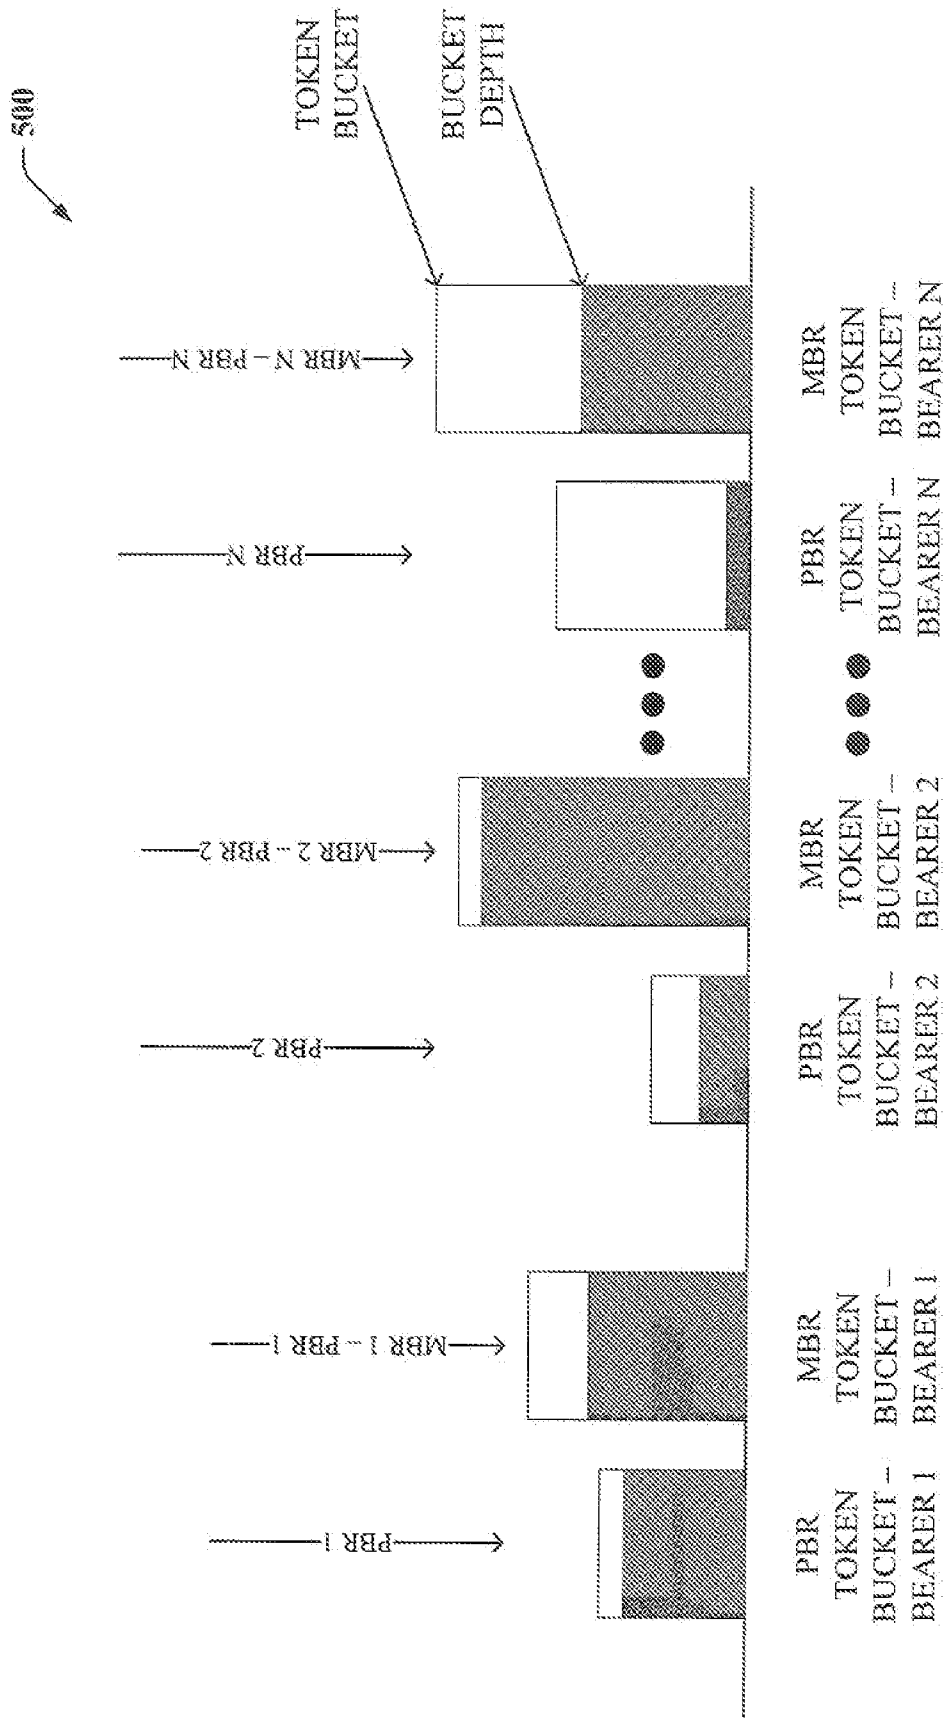 500
TOKEN
BUCKET
BUCKET
DEPTH
PBR 1
MBR 1 – PBR 1
PBR 2
MBR 2 – PBR 2
PBR N
MBR N – PBR N
PBR
TOKEN
BUCKET –
BEARER 1
MBR
TOKEN
BUCKET –
BEARER 1
PBR
TOKEN
BUCKET –
BEARER 2
MBR
TOKEN
BUCKET –
BEARER 2
PBR
TOKEN
BUCKET –
BEARER N
MBR
TOKEN
BUCKET –
BEARER N